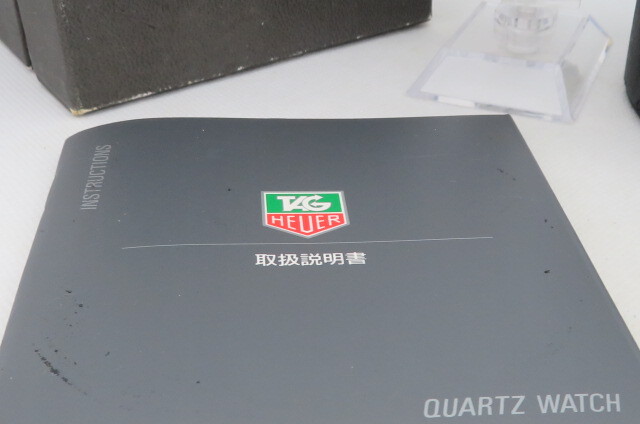 INSTRUCTIONS
TAG
HEUER
取扱説明書
QUARTZ WATCH